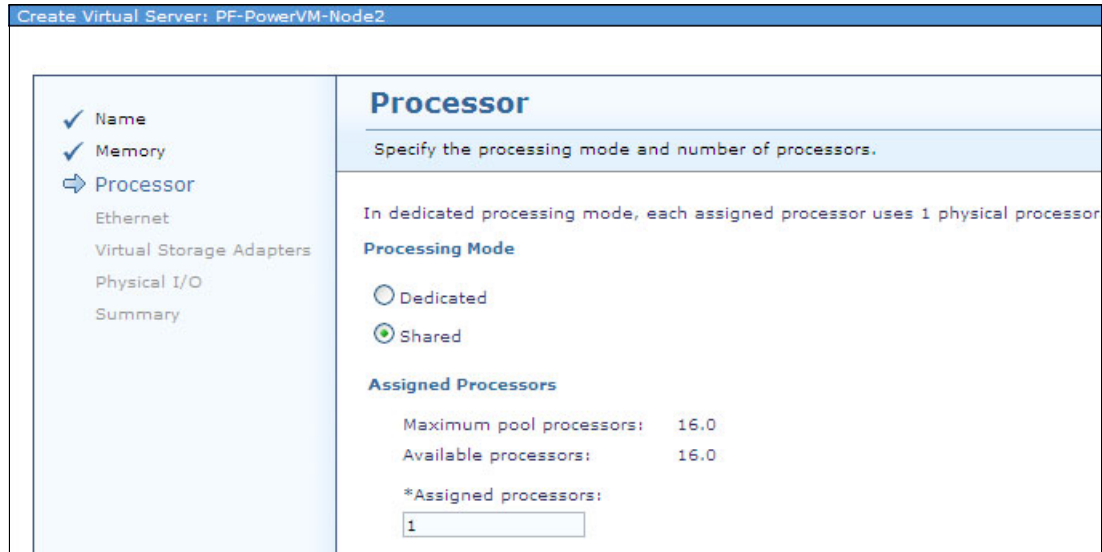 Create Virtual Server: PF-PowerVM-Node2
Name
Memory
Processor
Ethernet
Virtual Storage Adapters
Physical I/O
Summary
Processor
Specify the processing mode and number of processors.
In dedicated processing mode, each assigned processor uses 1 physical processor
Processing Mode
Dedicated
Shared
Assigned Processors
Maximum pool processors: 16.0
Available processors: 16.0
*Assigned processors:
1